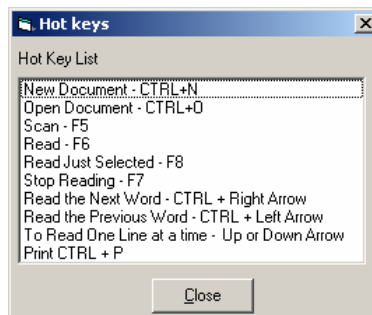 Hot keys
Hot Key List
New Document - CTRL+N
Open Document - CTRL+O
Scan - F5
Read - F6
Read Just Selected - F8
Stop Reading - F7
Read the Next Word - CTRL + Right Arrow
Read the Previous Word - CTRL + Left Arrow
To Read One Line at a time - Up or Down Arrow
Print CTRL + P
Close